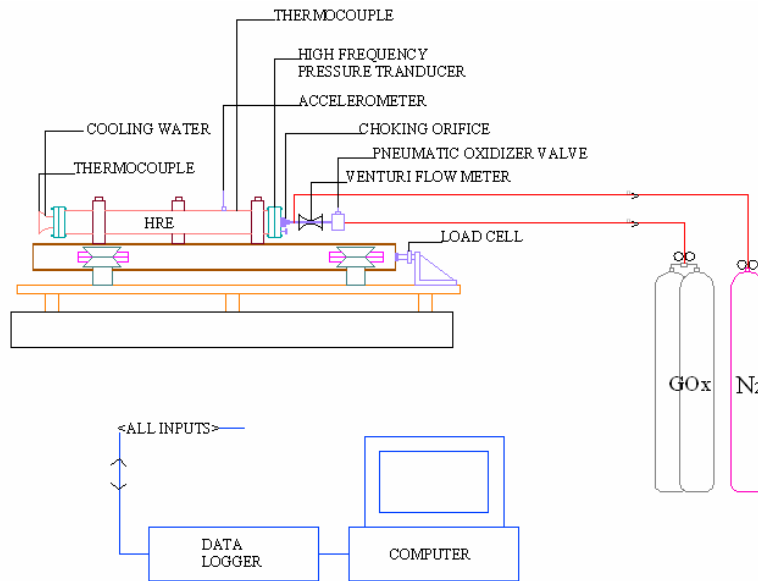 THERMOCOUPLE
HIGH FREQUENCY
PRESSURE TRANDUCER
ACCELEROMETER
COOLING WATER
CHOKING ORIFICE
PNEUMATIC OXIDIZER VALVE
THERMOCOUPLE
VENTURI FLOW METER
HRE
LOAD CELL
GOx
N2
<ALL INPUTS>
DATA
LOGGER
COMPUTER